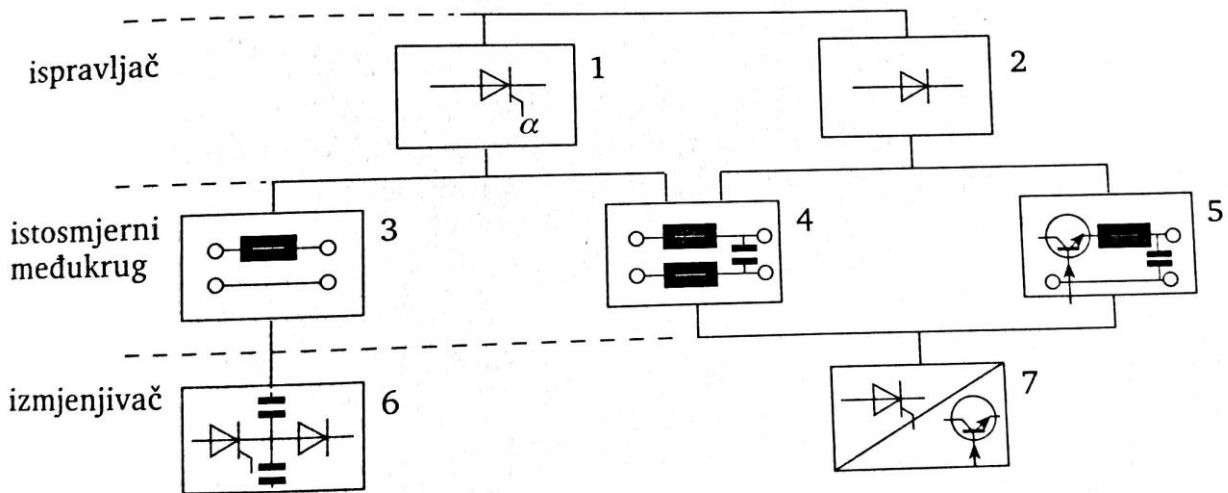 ispravljač
1
α
2
istosmjerni
međukrug
3
4
5
izmjenjivač
6
7